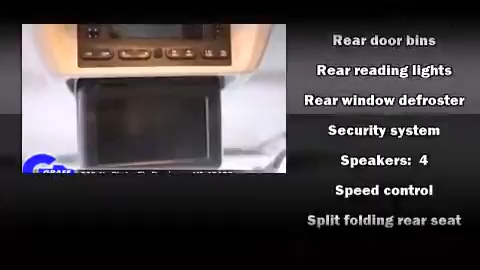 Rear door bins
Rear reading lights
Rear window defroster
Security system
Speakers: 4
Speed control
Split folding rear seat
GRAFF